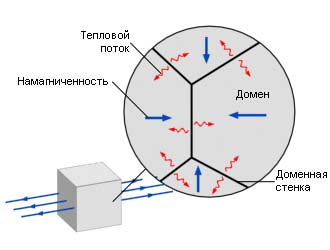 Тепловой
поток
Намагниченность
Домен
Доменная
стенка